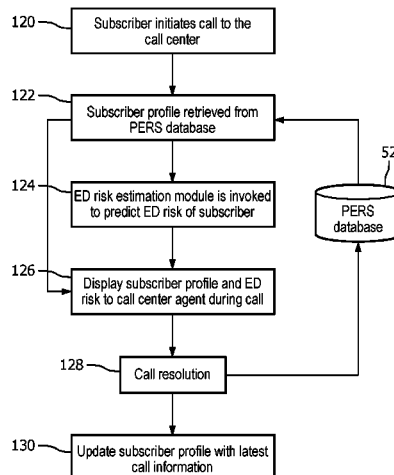 120
Subscriber initiates call to the
call center
122
Subscriber profile retrieved from
PERS database
124
ED risk estimation module is invoked
to predict ED risk of subscriber
52
PERS
database
126
Display subscriber profile and ED
risk to call center agent during call
128
Call resolution
130
Update subscriber profile with latest
call information